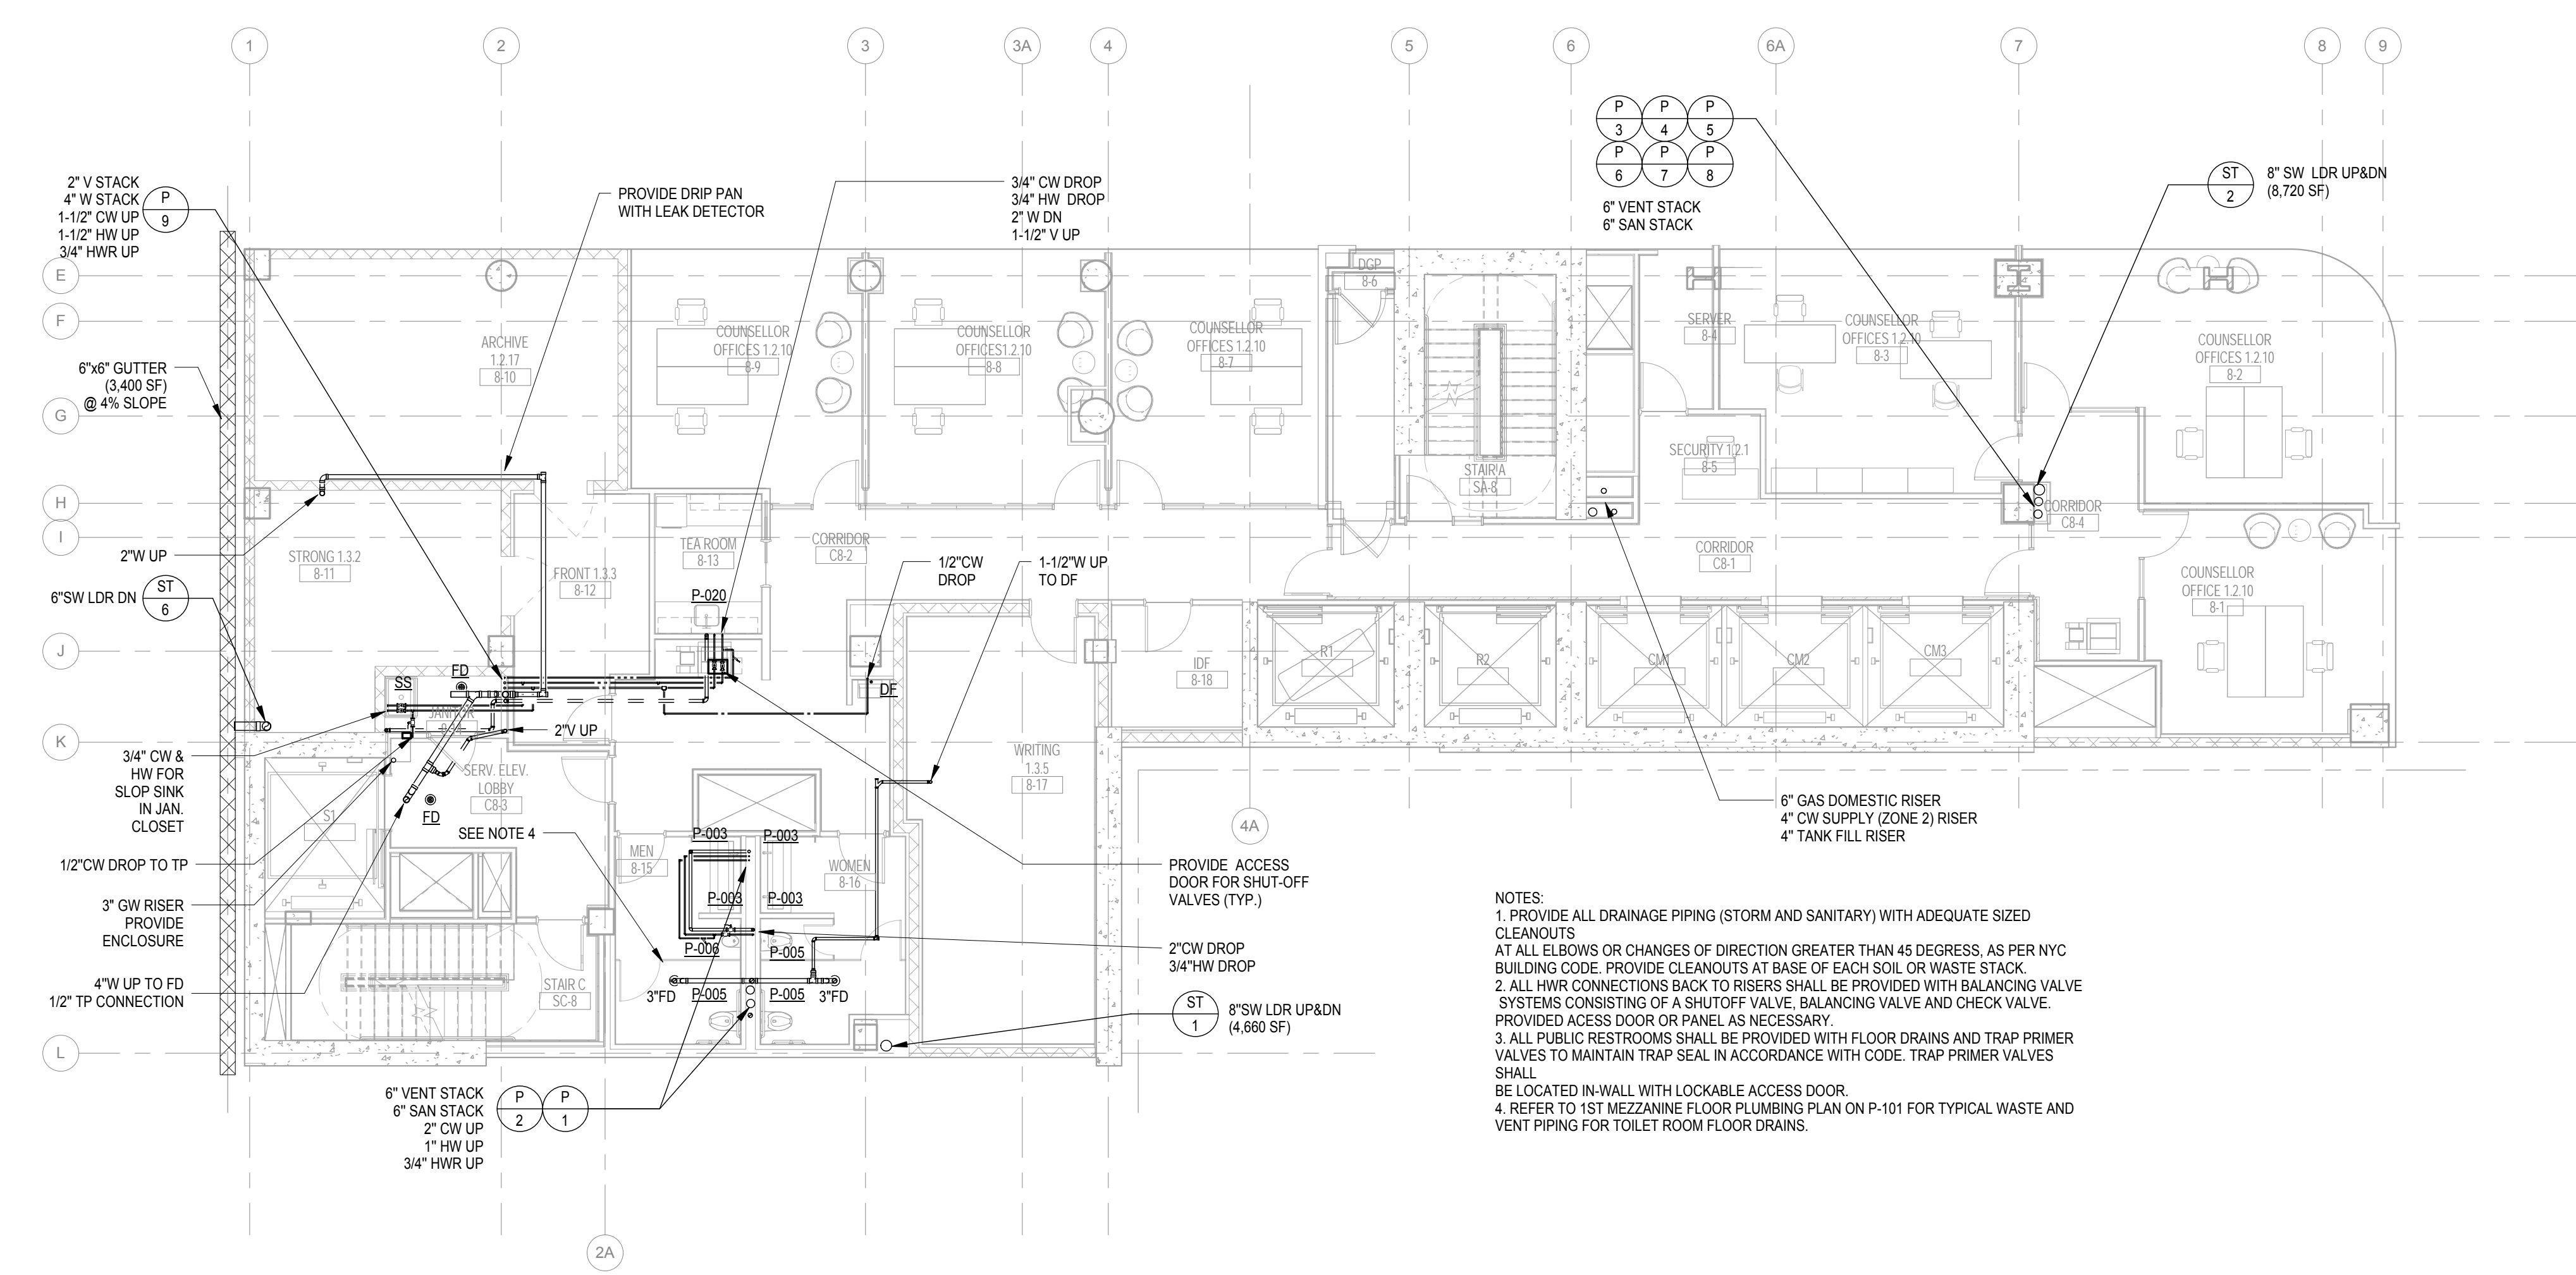 1
2
3
3A
4
5
6
6A
7
8
9
E
F
G
H
I
J
K
L
2A
4A
2" V STACK
4" W STACK
1-1/2" CW UP
1-1/2" HW UP
3/4" HWR UP
P
9
PROVIDE DRIP PAN
WITH LEAK DETECTOR
3/4" CW DROP
3/4" HW DROP
2" W DN
1-1/2" V UP
P
3
P
4
P
5
P
6
P
7
P
8
6" VENT STACK
6" SAN STACK
ST
2
8" SW LDR UP&DN
(8,720 SF)
6"x6" GUTTER
(3,400 SF)
@ 4% SLOPE
ARCHIVE
1.2.17
8-10
COUNSELLOR
OFFICES 1.2.10
8-9
COUNSELLOR
OFFICES1.2.10
8-8
COUNSELLOR
OFFICES 1.2.10
8-7
DGP
8-6
SERVER
8-4
COUNSELLOR
OFFICES 1.2.10
8-3
COUNSELLOR
OFFICES 1.2.10
8-2
SECURITY 1.2.1
8-5
STAIR A
SA-8
CORRIDOR
C8-4
2"W UP
STRONG 1.3.2
8-11
FRONT 1.3.3
8-12
TEA ROOM
8-13
P-020
CORRIDOR
C8-2
1/2"CW
DROP
1-1/2"W UP
TO DF
CORRIDOR
C8-1
COUNSELLOR
OFFICE 1.2.10
8-1
6"SW LDR DN
ST
6
FD
SS
DF
IDF
8-18
R1
R2
CM1
CM2
CM3
2"V UP
3/4" CW &
HW FOR
SLOP SINK
IN JAN.
CLOSET
SERV. ELEV.
LOBBY
C8-3
FD
S1
WRITING
1.3.5
8-17
1/2"CW DROP TO TP
3" GW RISER
PROVIDE
ENCLOSURE
4"W UP TO FD
1/2" TP CONNECTION
SEE NOTE 4
MEN
8-15
P-003
P-003
WOMEN
8-16
P-003
P-003
P-006
P-005
P-005
P-005
3"FD
3"FD
STAIR C
SC-8
PROVIDE ACCESS
DOOR FOR SHUT-OFF
VALVES (TYP.)
2"CW DROP
3/4"HW DROP
ST
1
8"SW LDR UP&DN
(4,660 SF)
6" GAS DOMESTIC RISER
4" CW SUPPLY (ZONE 2) RISER
4" TANK FILL RISER
6" VENT STACK
6" SAN STACK
2" CW UP
1" HW UP
3/4" HWR UP
P
2
P
1
NOTES:
1. PROVIDE ALL DRAINAGE PIPING (STORM AND SANITARY) WITH ADEQUATE SIZED
CLEANOUTS
AT ALL ELBOWS OR CHANGES OF DIRECTION GREATER THAN 45 DEGRESS, AS PER NYC
BUILDING CODE. PROVIDE CLEANOUTS AT BASE OF EACH SOIL OR WASTE STACK.
2. ALL HWR CONNECTIONS BACK TO RISERS SHALL BE PROVIDED WITH BALANCING VALVE
SYSTEMS CONSISTING OF A SHUTOFF VALVE, BALANCING VALVE AND CHECK VALVE.
PROVIDED ACESS DOOR OR PANEL AS NECESSARY.
3. ALL PUBLIC RESTROOMS SHALL BE PROVIDED WITH FLOOR DRAINS AND TRAP PRIMER
VALVES TO MAINTAIN TRAP SEAL IN ACCORDANCE WITH CODE. TRAP PRIMER VALVES
SHALL
BE LOCATED IN-WALL WITH LOCKABLE ACCESS DOOR.
4. REFER TO 1ST MEZZANINE FLOOR PLUMBING PLAN ON P-101 FOR TYPICAL WASTE AND
VENT PIPING FOR TOILET ROOM FLOOR DRAINS.